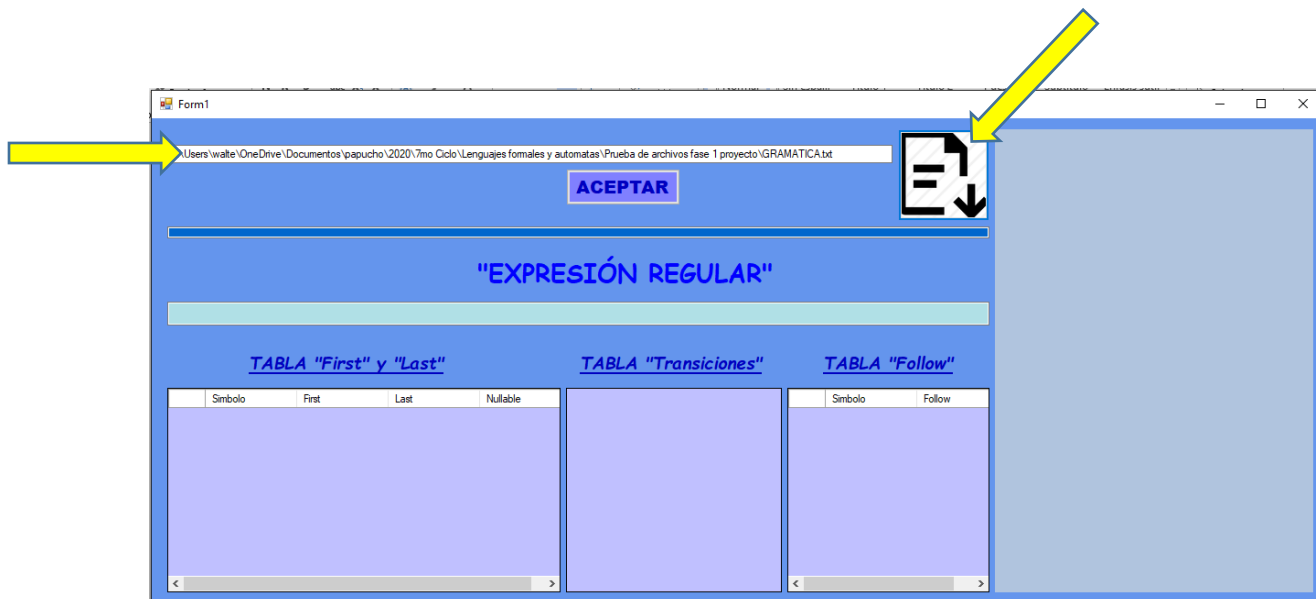 Form1
\Users\walte\OneDrive\Documentos\papucho\2020\7mo Ciclo\Lenguajes formales y automatas\Prueba de archivos fase 1 proyecto\GRAMATICA.txt
ACEPTAR
"EXPRESIÓN REGULAR"
TABLA "First" y "Last" TABLA "Transiciones" TABLA "Follow"
Simbolo First Last Nullable Simbolo Follow